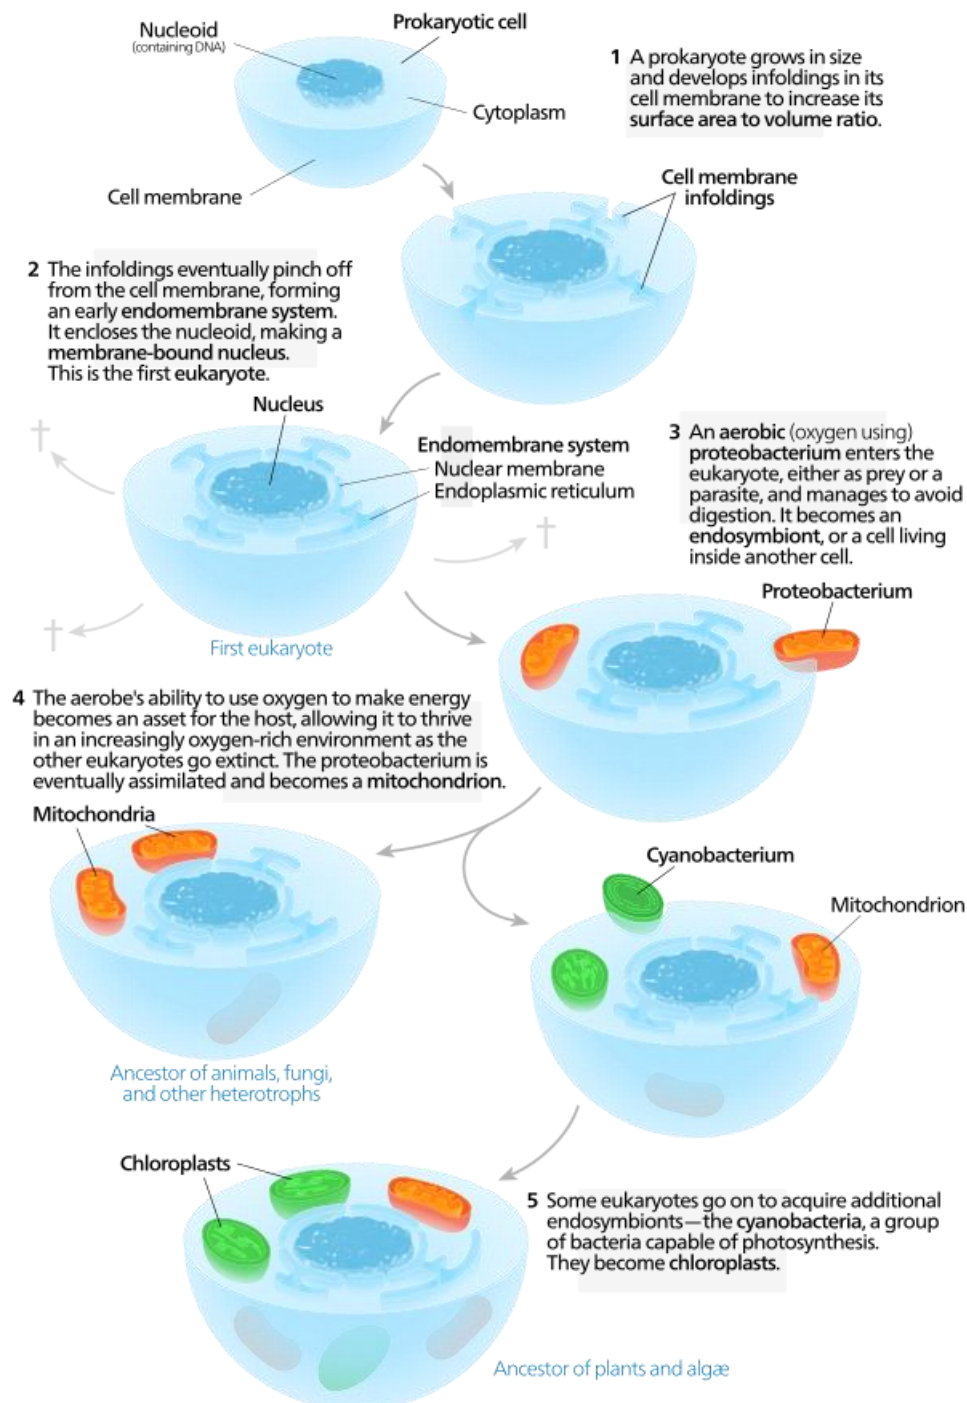 Nucleoid
(containing DNA)
Prokaryotic cell
Cytoplasm
Cell membrane
1 A prokaryote grows in size
and develops infoldings in its
cell membrane to increase its
surface area to volume ratio.
Cell membrane
infoldings
2 The infoldings eventually pinch off
from the cell membrane, forming
an early endomembrane system.
It encloses the nucleoid, making a
membrane-bound nucleus.
This is the first eukaryote.
Nucleus
Endomembrane system
Nuclear membrane
Endoplasmic reticulum
First eukaryote
3 An aerobic (oxygen using)
proteobacterium enters the
eukaryote, either as prey or a
parasite, and manages to avoid
digestion. It becomes an
endosymbiont, or a cell living
inside another cell.
Proteobacterium
4 The aerobe's ability to use oxygen to make energy
becomes an asset for the host, allowing it to thrive
in an increasingly oxygen-rich environment as the
other eukaryotes go extinct. The proteobacterium is
eventually assimilated and becomes a mitochondrion.
Mitochondria
Ancestor of animals, fungi,
and other heterotrophs
Cyanobacterium
Mitochondrion
Chloroplasts
5 Some eukaryotes go on to acquire additional
endosymbionts—the cyanobacteria, a group
of bacteria capable of photosynthesis.
They become chloroplasts.
Ancestor of plants and algæ